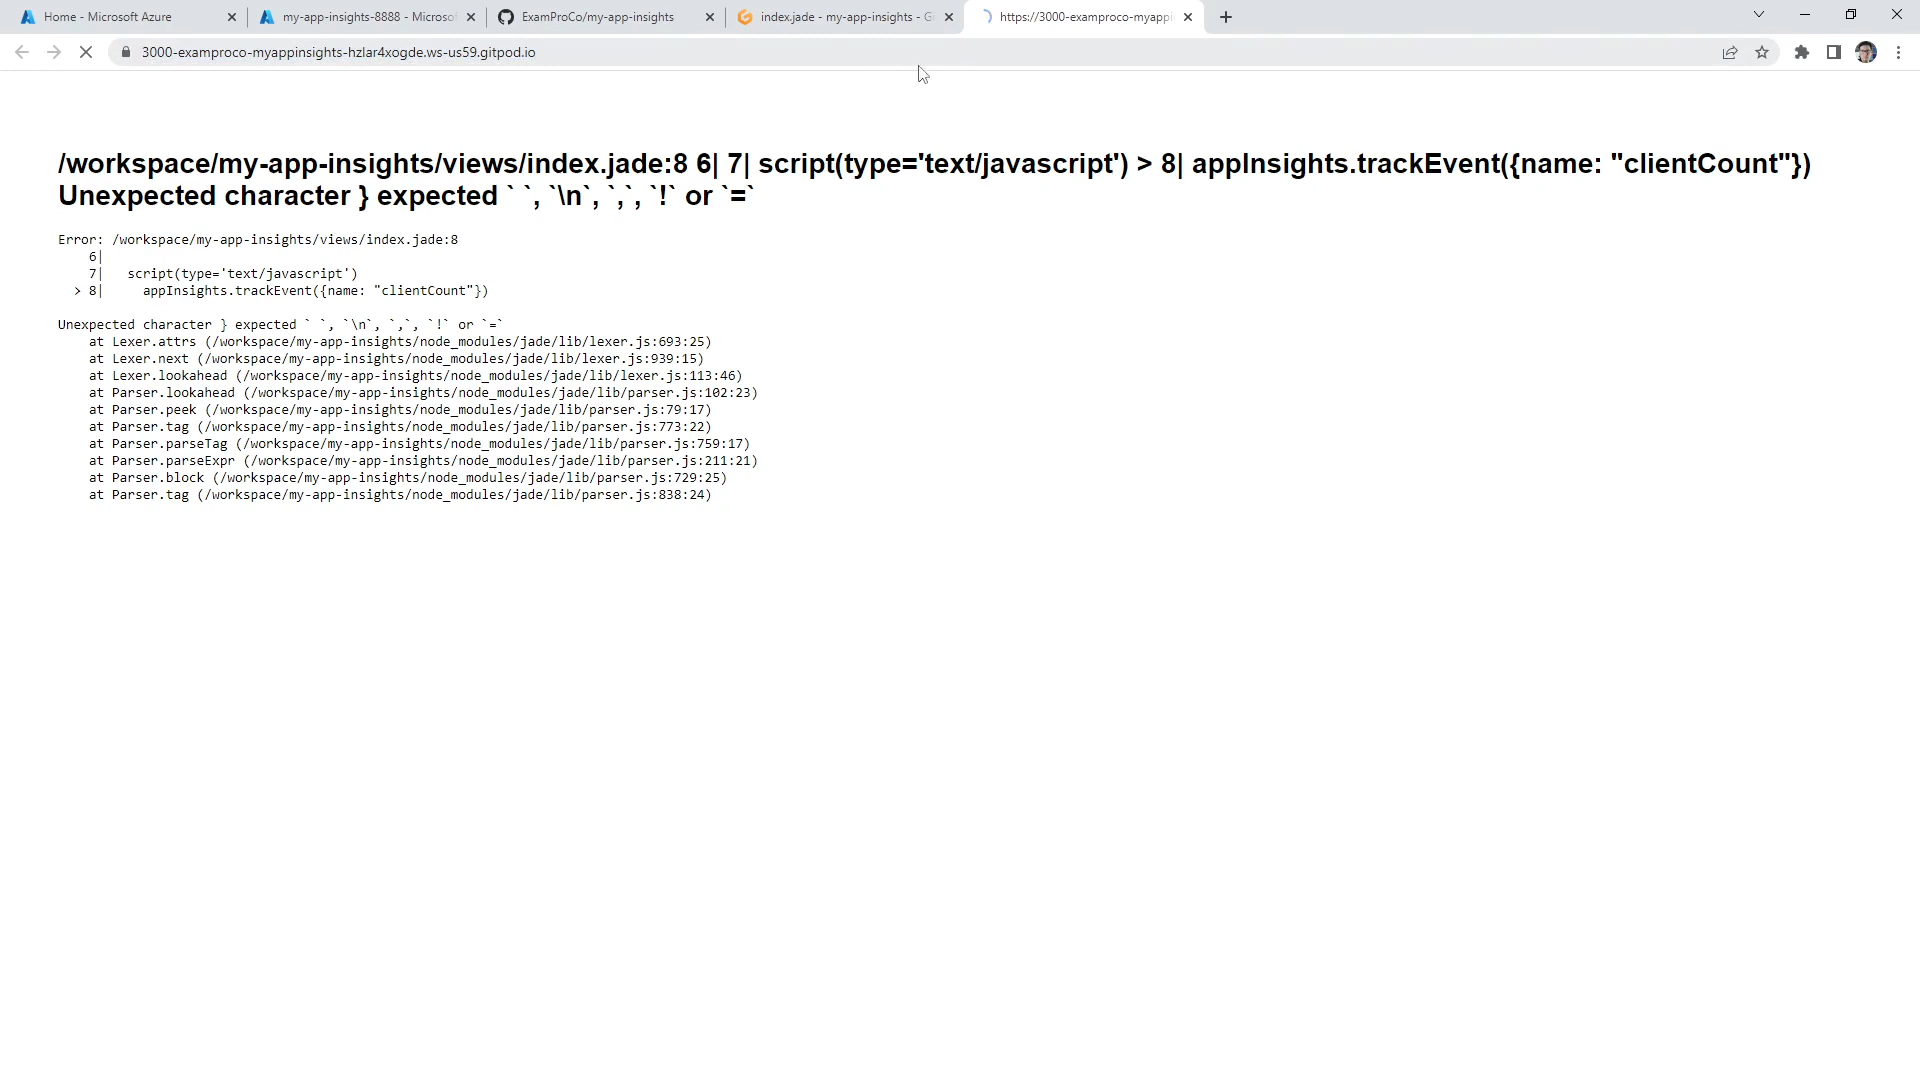 Home - Microsoft Azure
my-app-insights-8888 - Microso
ExamProCo/my-app-insights
index.jade - my-app-insights - G
https://3000-examproco-myappi
3000-examproco-myappinsights-hzlar4xogde.ws-us59.gitpod.io
/workspace/my-app-insights/views/index.jade:8 6| 7| script(type='text/javascript') > 8| appInsights.trackEvent({name: "clientCount"})
Unexpected character } expected ` `, `\n`, `,`, `!` or `=`
Error: /workspace/my-app-insights/views/index.jade:8
    6|
    7|   script(type='text/javascript')
  > 8|     appInsights.trackEvent({name: "clientCount"})
Unexpected character } expected ` `, `\n`, `,`, `!` or `=`
    at Lexer.attrs (/workspace/my-app-insights/node_modules/jade/lib/lexer.js:693:25)
    at Lexer.next (/workspace/my-app-insights/node_modules/jade/lib/lexer.js:939:15)
    at Lexer.lookahead (/workspace/my-app-insights/node_modules/jade/lib/lexer.js:113:46)
    at Parser.lookahead (/workspace/my-app-insights/node_modules/jade/lib/parser.js:102:23)
    at Parser.peek (/workspace/my-app-insights/node_modules/jade/lib/parser.js:79:17)
    at Parser.tag (/workspace/my-app-insights/node_modules/jade/lib/parser.js:773:22)
    at Parser.parseTag (/workspace/my-app-insights/node_modules/jade/lib/parser.js:759:17)
    at Parser.parseExpr (/workspace/my-app-insights/node_modules/jade/lib/parser.js:211:21)
    at Parser.block (/workspace/my-app-insights/node_modules/jade/lib/parser.js:729:25)
    at Parser.tag (/workspace/my-app-insights/node_modules/jade/lib/parser.js:838:24)